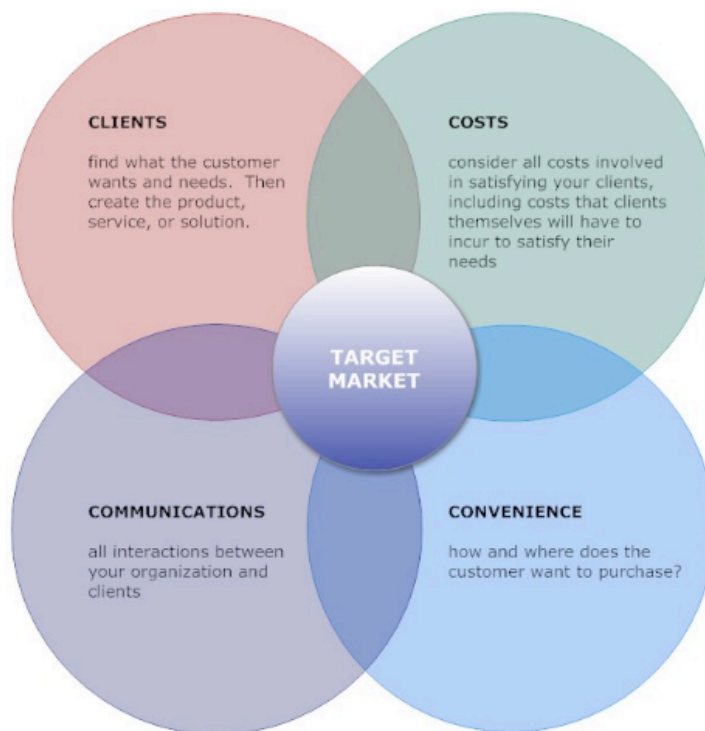 CLIENTS
find what the customer
wants and needs.  Then
create the product,
service, or solution.
COSTS
consider all costs involved
in satisfying your clients,
including costs that clients
themselves will have to
incur to satisfy their
needs
TARGET
MARKET
COMMUNICATIONS
all interactions between
your organization and
clients
CONVENIENCE
how and where does the
customer want to purchase?